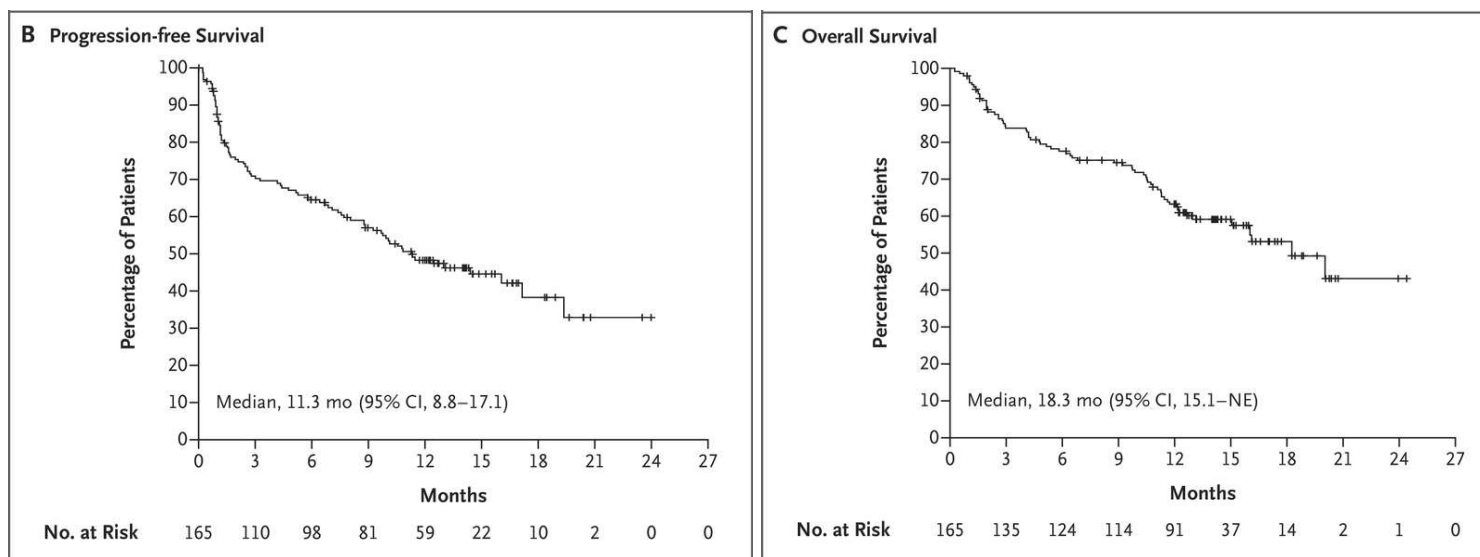 B Progression-free Survival
100
90
80
70
60
50
40
30
20
10
0
Percentage of Patients
Median, 11.3 mo (95% CI, 8.8–17.1)
0 3 6 9 12 15 18 21 24 27
Months
No. at Risk 165 110 98 81 59 22 10 2 0 0
C Overall Survival
100
90
80
70
60
50
40
30
20
10
0
Percentage of Patients
Median, 18.3 mo (95% CI, 15.1–NE)
0 3 6 9 12 15 18 21 24 27
Months
No. at Risk 165 135 124 114 91 37 14 2 1 0